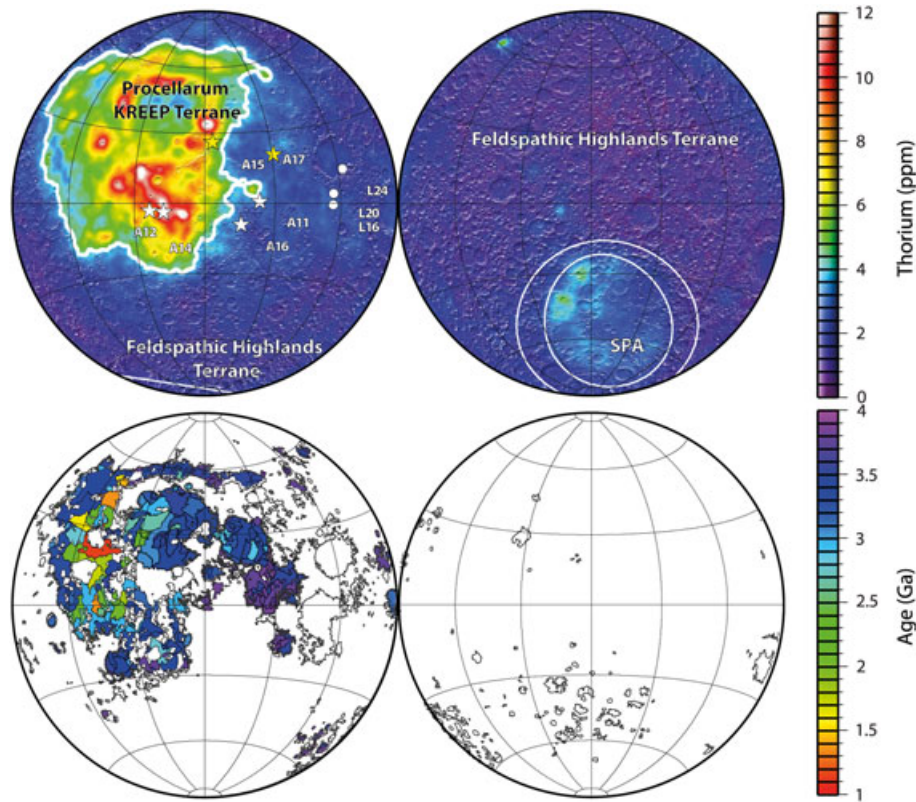 Procellarum
KREEP Terrane
A15
A17
L24
L20
L16
A11
A12
A14
A16
Feldspathic Highlands
Terrane
Feldspathic Highlands Terrane
SPA
12
10
8
6
4
2
0
Thorium (ppm)
4
3.5
3
2.5
2
1.5
1
Age (Ga)